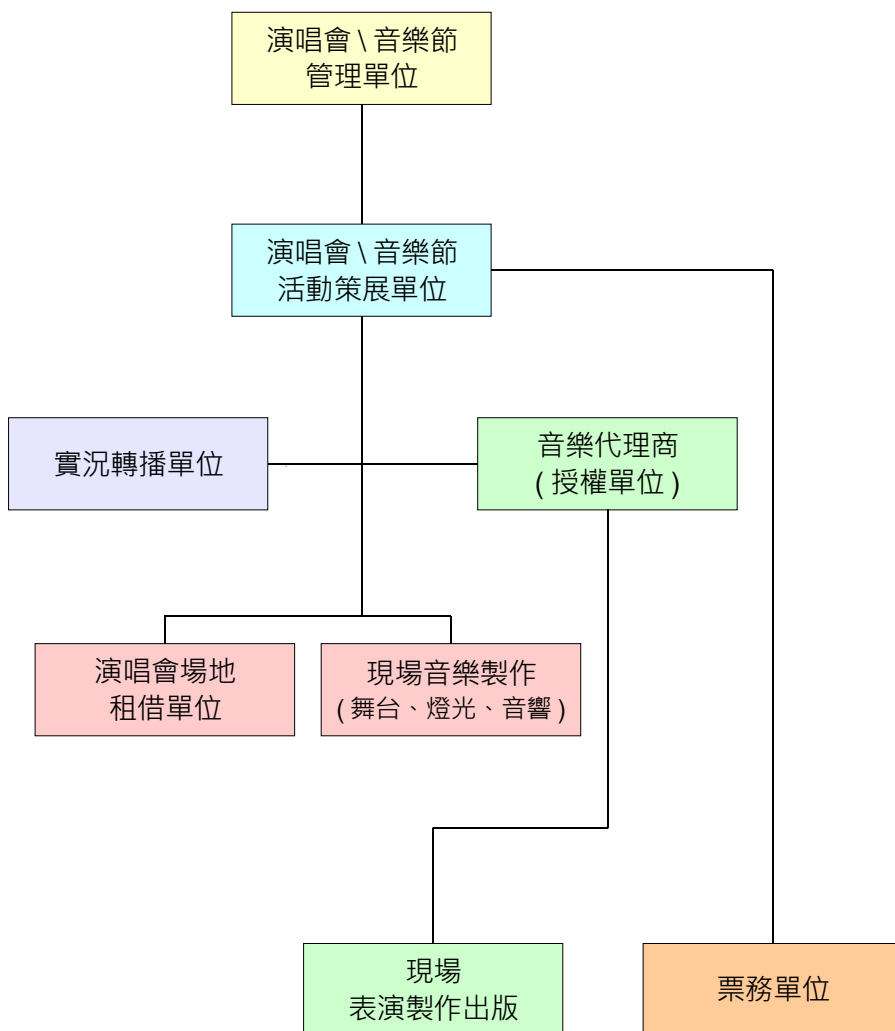 演唱會 \ 音樂節
管理單位
演唱會 \ 音樂節
活動策展單位
實況轉播單位
音樂代理商
( 授權單位 )
演唱會場地
租借單位
現場音樂製作
( 舞台、燈光、音響 )
現場
表演製作出版
票務單位